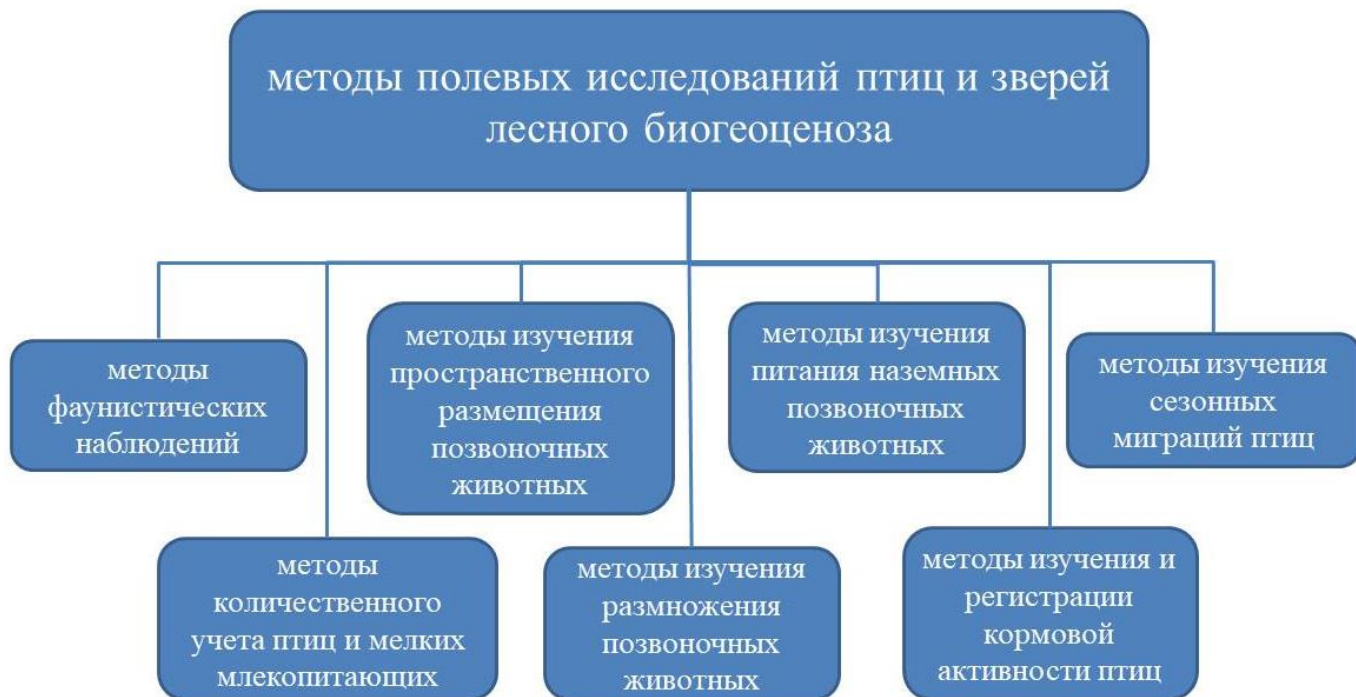 методы полевых исследований птиц и зверей
лесного биогеоценоза
методы
фаунистических
наблюдений
методы изучения
пространственного
размещения
позвоночных
животных
методы изучения
питания наземных
позвоночных
животных
методы изучения
сезонных
миграций птиц
методы
количественного
учета птиц и мелких
млекопитающих
методы изучения
размножения
позвоночных
животных
методы изучения и
регистрации
кормовой
активности птиц